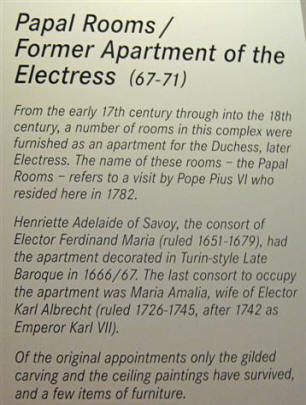 Papal Rooms /
Former Apartment of the
Electress (67-71)
From the early 17th century through into the 18th
century, a number of rooms in this complex were
furnished as an apartment for the Duchess, later
Electress. The name of these rooms – the Papal
Rooms – refers to a visit by Pope Pius VI who
resided here in 1782.
Henriette Adelaide of Savoy, the consort of
Elector Ferdinand Maria (ruled 1651-1679), had
the apartment decorated in Turin-style Late
Baroque in 1666/67. The last consort to occupy
the apartment was Maria Amalia, wife of Elector
Karl Albrecht (ruled 1726-1745, after 1742 as
Emperor Karl VII).
Of the original appointments only the gilded
carving and the ceiling paintings have survived,
and a few items of furniture.